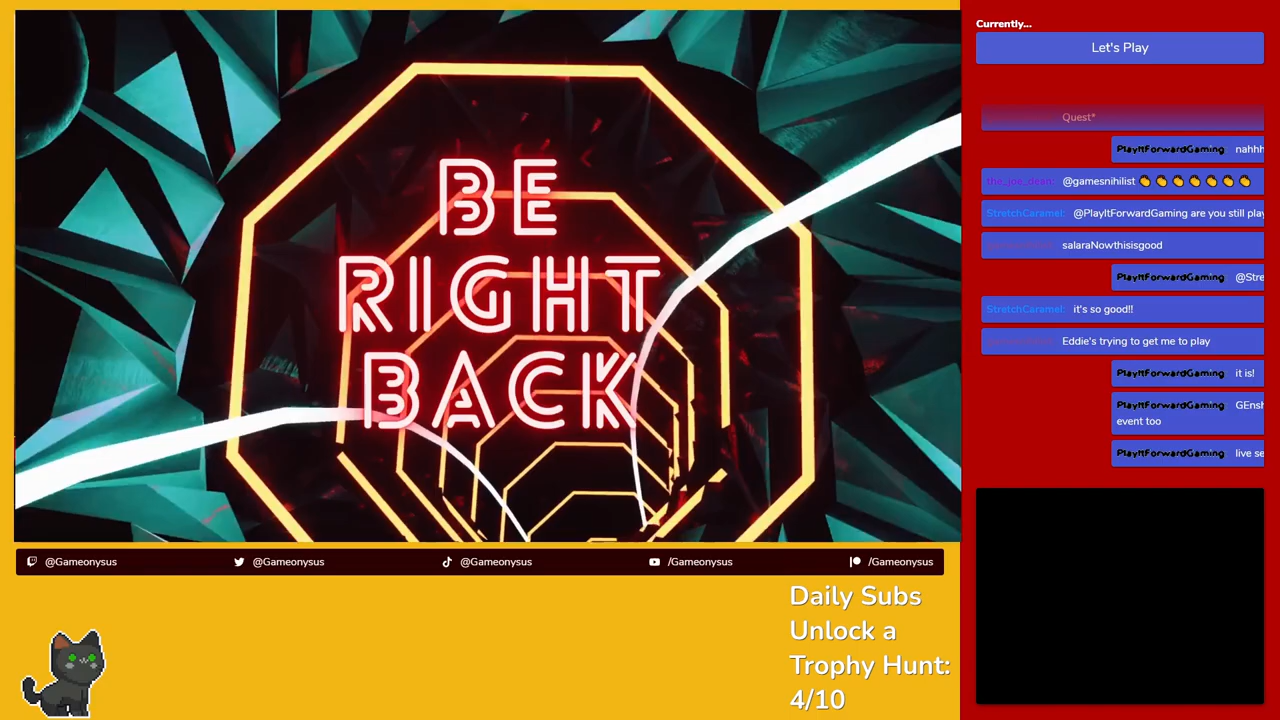 BE
RIGHT
BACK
@Gameonysus
@Gameonysus
@Gameonysus
/Gameonysus
/Gameonysus
Daily Subs
Unlock a
Trophy Hunt:
4/10
Currently...
Let's Play
Quest*
PlayItForwardGaming nahhh
the_joe_dean: @gamesnihilist 👏 👏 👏 👏 👏 👏 👏
StretchCaramel: @PlayItForwardGaming are you still play
salaraNowthisisgood
PlayItForwardGaming @Stre
StretchCaramel: it's so good!!
Eddie's trying to get me to play
PlayItForwardGaming it is!
PlayItForwardGaming GEnsh
event too
PlayItForwardGaming live se